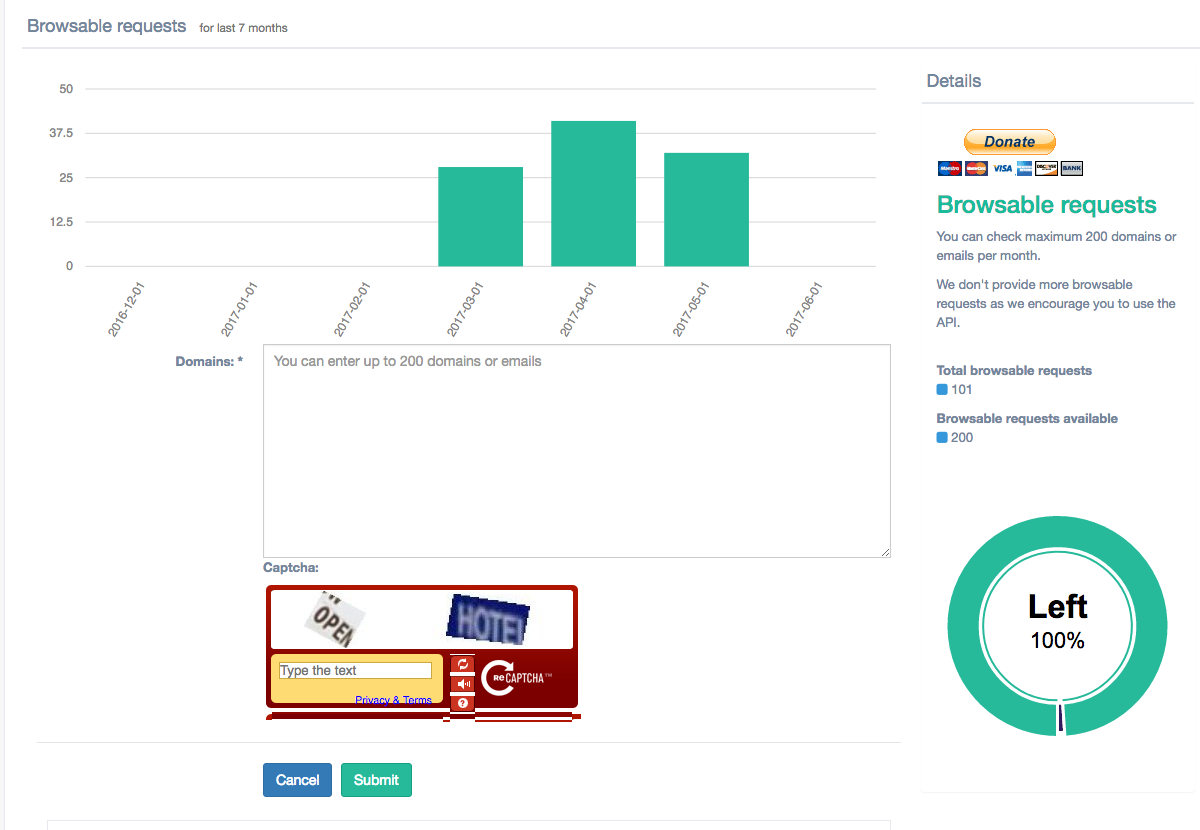 Browsable requests for last 7 months
50
37.5
25
12.5
0
2016-12-01
2017-01-01
2017-02-01
2017-03-01
2017-04-01
2017-05-01
2017-06-01
Domains: *
You can enter up to 200 domains or emails
Captcha:
OPEN HOTEL
Type the text
Privacy & Terms
reCAPTCHA™
Cancel
Submit
Details
Donate
Maestro MasterCard VISA DISCOVER BANK
Browsable requests
You can check maximum 200 domains or
emails per month.
We don't provide more browsable
requests as we encourage you to use the
API.
Total browsable requests
101
Browsable requests available
200
Left
100%